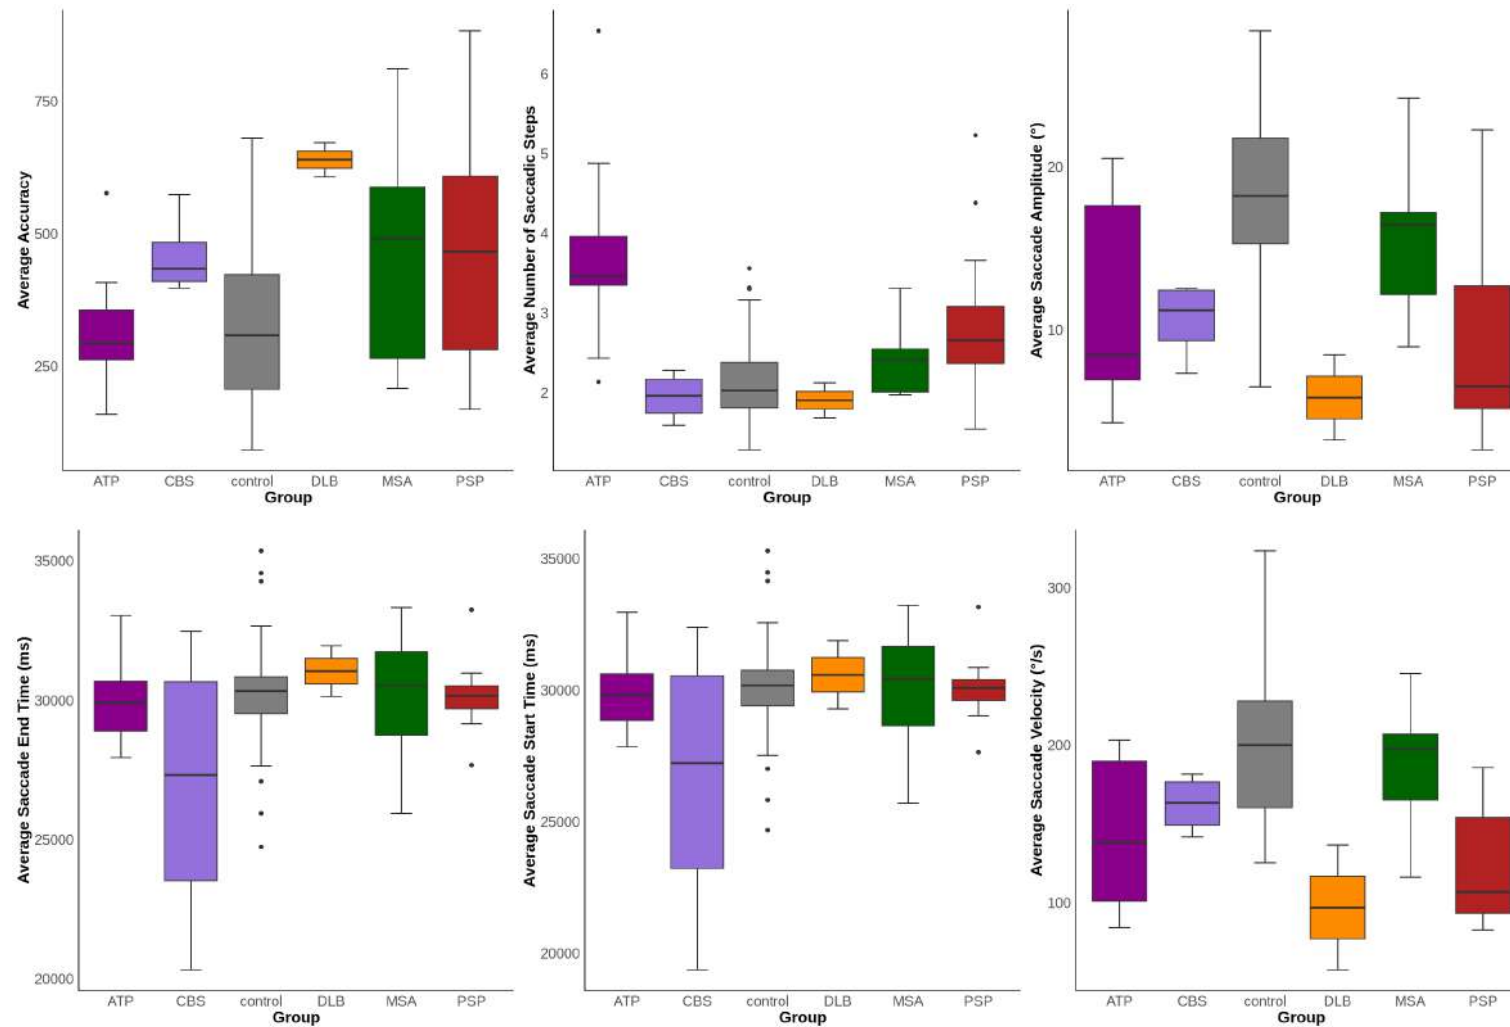 Average Accuracy
750
500
250
ATP CBS control DLB MSA PSP
Group
Average Number of Saccadic Steps
6
5
4
3
2
ATP CBS control DLB MSA PSP
Group
Average Saccade Amplitude (°)
20
10
ATP CBS control DLB MSA PSP
Group
Average Saccade End Time (ms)
35000
30000
25000
20000
ATP CBS control DLB MSA PSP
Group
Average Saccade Start Time (ms)
35000
30000
25000
20000
ATP CBS control DLB MSA PSP
Group
Average Saccade Velocity (°/s)
300
200
100
ATP CBS control DLB MSA PSP
Group